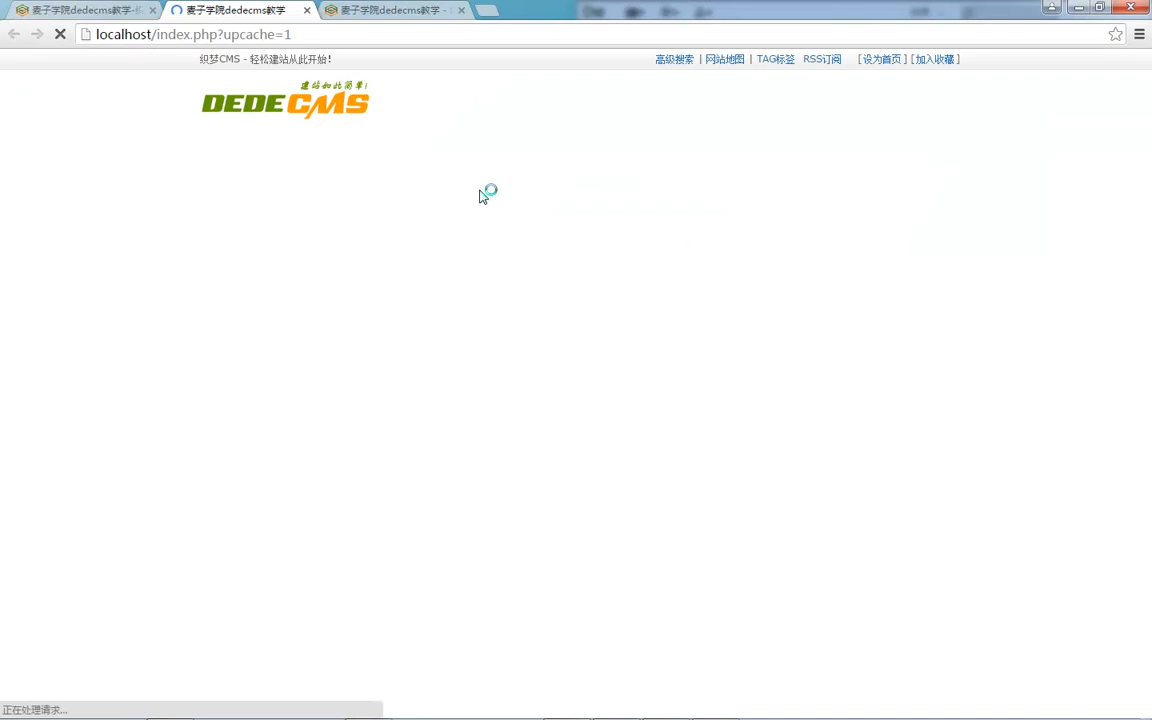 麦子学院dedecms教学-
麦子学院dedecms教学
麦子学院dedecms教学 -
localhost/index.php?upcache=1
织梦CMS - 轻松建站从此开始!
高级搜索 | 网站地图 | TAG标签 RSS订阅 [设为首页] [加入收藏]
建站如此简单!
DEDECMS
正在处理请求...